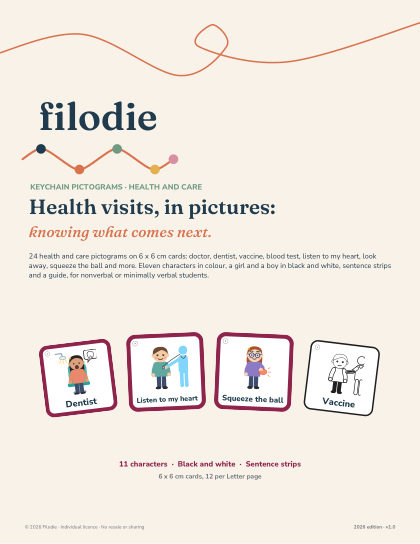 filodie
KEYCHAIN PICTOGRAMS · HEALTH AND CARE
Health visits, in pictures:
knowing what comes next.
24 health and care pictograms on 6 x 6 cm cards: doctor, dentist, vaccine, blood test, listen to my heart, look
away, squeeze the ball and more. Eleven characters in colour, a girl and a boy in black and white, sentence strips
and a guide, for nonverbal or minimally verbal students.
Dentist
Listen to my heart
Squeeze the ball
Vaccine
11 characters · Black and white · Sentence strips
6 x 6 cm cards, 12 per Letter page
© 2026 Filodie · Individual licence · No resale or sharing
2026 edition · v1.0